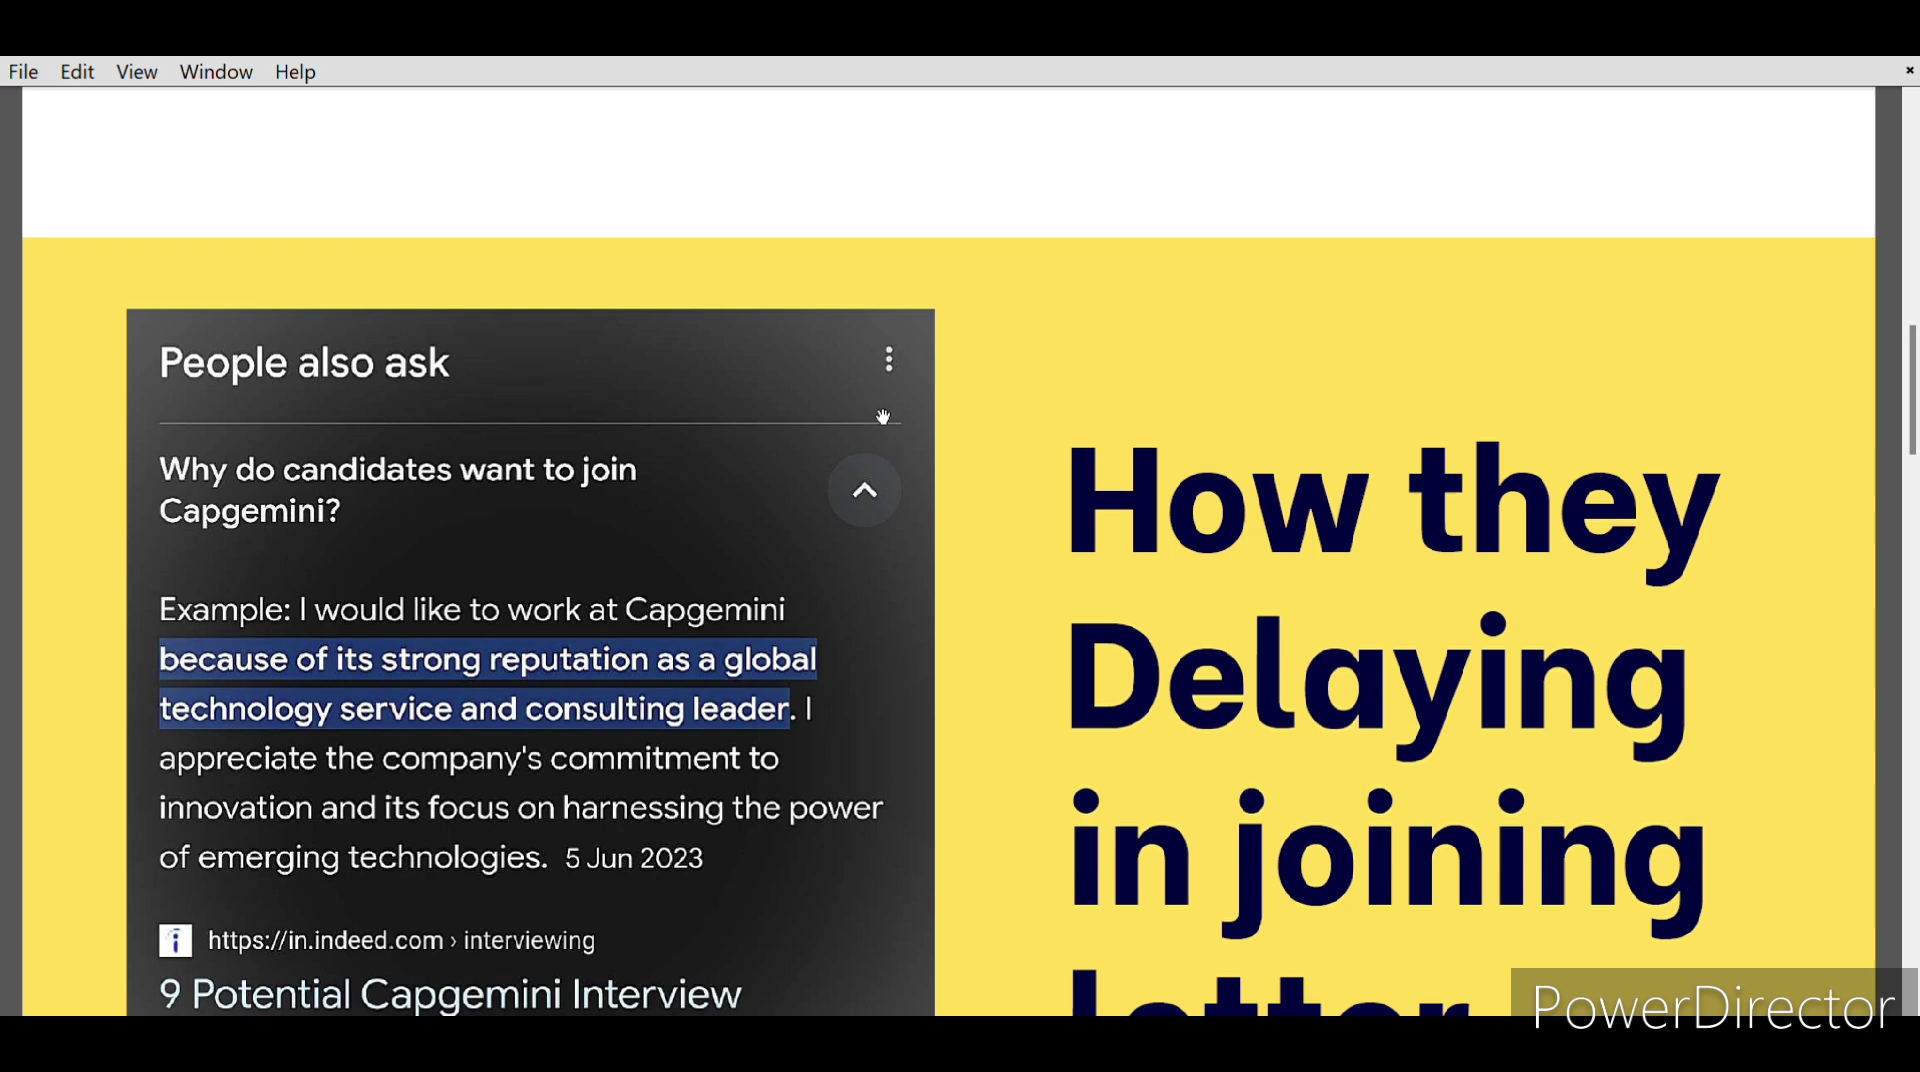 File Edit View Window Help
People also ask
Why do candidates want to join
Capgemini?
Example: I would like to work at Capgemini
because of its strong reputation as a global
technology service and consulting leader. I
appreciate the company's commitment to
innovation and its focus on harnessing the power
of emerging technologies. 5 Jun 2023
https://in.indeed.com › interviewing
9 Potential Capgemini Interview
How they
Delaying
in joining
letter
PowerDirector